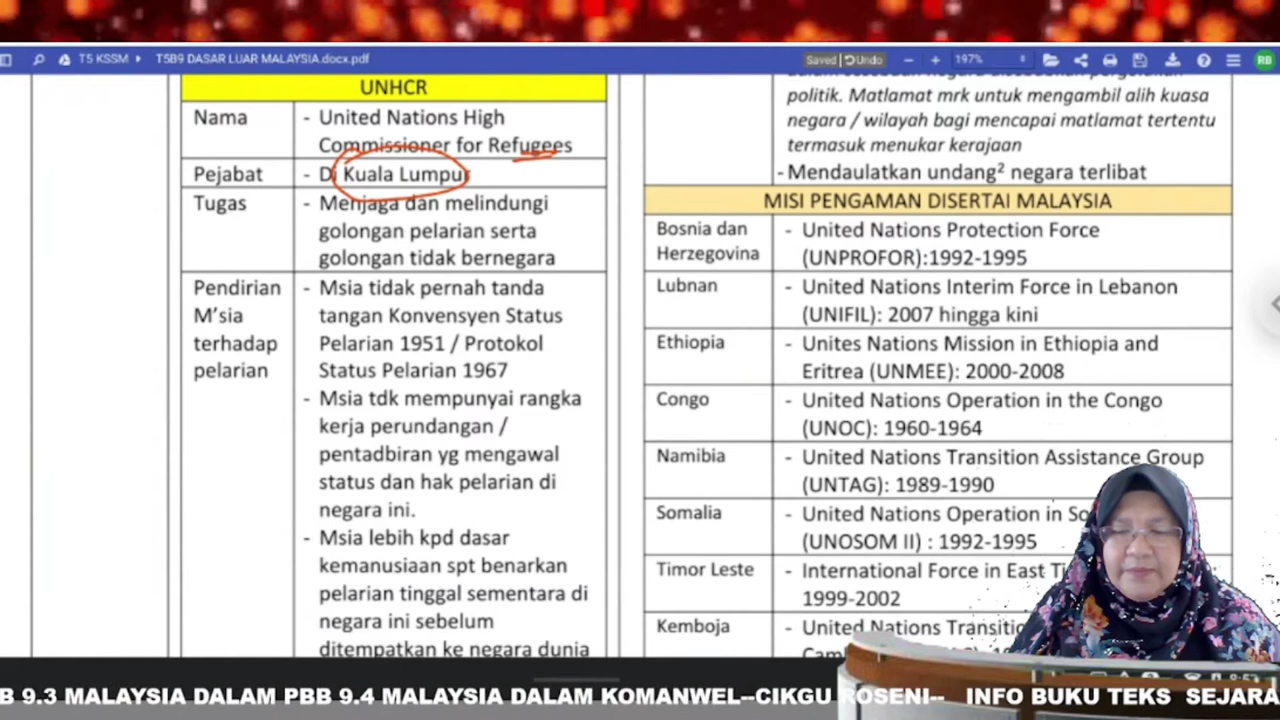 T5 KSSM
T5B9 DASAR LUAR MALAYSIA.docx.pdf
Saved
Undo
197%
RB
UNHCR
Nama
- United Nations High
Commissioner for Refugees
Pejabat
- Di Kuala Lumpur
Tugas
- Menjaga dan melindungi
golongan pelarian serta
golongan tidak bernegara
Pendirian
M'sia
terhadap
pelarian
- Msia tidak pernah tanda
tangan Konvensyen Status
Pelarian 1951 / Protokol
Status Pelarian 1967
- Msia tdk mempunyai rangka
kerja perundangan /
pentadbiran yg mengawal
status dan hak pelarian di
negara ini.
- Msia lebih kpd dasar
kemanusiaan spt benarkan
pelarian tinggal sementara di
negara ini sebelum
ditempatkan ke negara dunia
politik. Matlamat mrk untuk mengambil alih kuasa
negara / wilayah bagi mencapai matlamat tertentu
termasuk menukar kerajaan
- Mendaulatkan undang² negara terlibat
MISI PENGAMAN DISERTAI MALAYSIA
Bosnia dan
Herzegovina
- United Nations Protection Force
(UNPROFOR):1992-1995
Lubnan
- United Nations Interim Force in Lebanon
(UNIFIL): 2007 hingga kini
Ethiopia
- Unites Nations Mission in Ethiopia and
Eritrea (UNMEE): 2000-2008
Congo
- United Nations Operation in the Congo
(UNOC): 1960-1964
Namibia
- United Nations Transition Assistance Group
(UNTAG): 1989-1990
Somalia
- United Nations Operation in So
(UNOSOM II) : 1992-1995
Timor Leste
- International Force in East Ti
1999-2002
Kemboja
- United Nations Transitio
B 9.3 MALAYSIA DALAM PBB 9.4 MALAYSIA DALAM KOMANWEL--CIKGU ROSENI-- INFO BUKU TEKS SEJARA